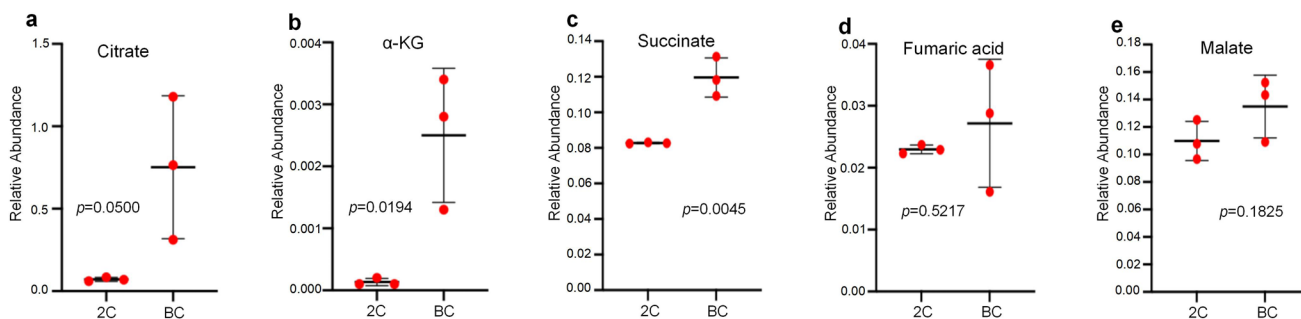 a
Citrate
Relative Abundance
1.5
1.0
0.5
0.0
p=0.0500
2C BC
b
α-KG
Relative Abundance
0.004
0.003
0.002
0.001
0.000
p=0.0194
2C BC
c
Succinate
Relative Abundance
0.14
0.12
0.10
0.08
0.06
0.04
0.02
0.00
p=0.0045
2C BC
d
Fumaric acid
Relative Abundance
0.04
0.03
0.02
0.01
0.00
p=0.5217
2C BC
e
Malate
Relative Abundance
0.18
0.16
0.14
0.12
0.10
0.08
0.06
0.04
0.02
0.00
p=0.1825
2C BC